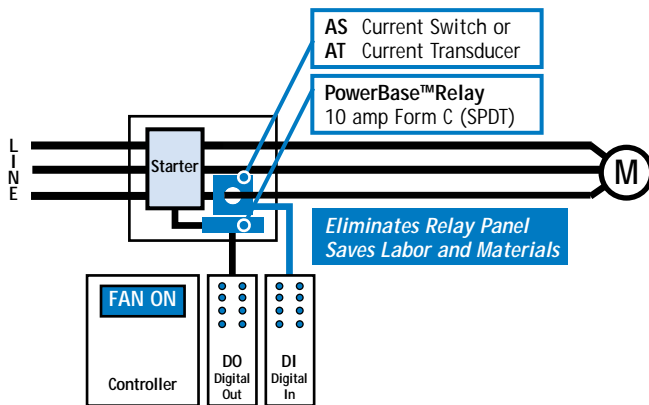 AS Current Switch or
AT Current Transducer
PowerBase™Relay
10 amp Form C (SPDT)
LINE
Starter
M
Eliminates Relay Panel
Saves Labor and Materials
FAN ON
Controller
DO
Digital
Out
DI
Digital
In